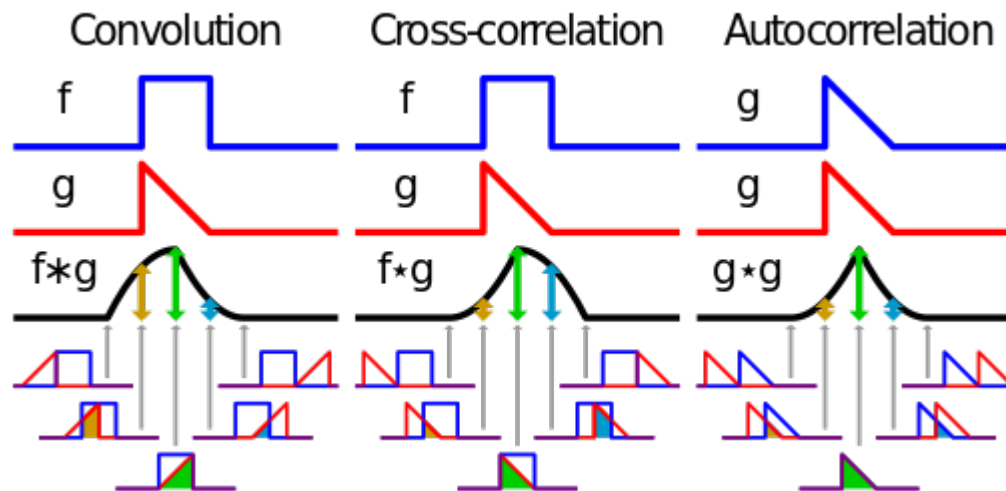 Convolution Cross-correlation Autocorrelation
f f g
g g g
f∗g f⋆g g⋆g